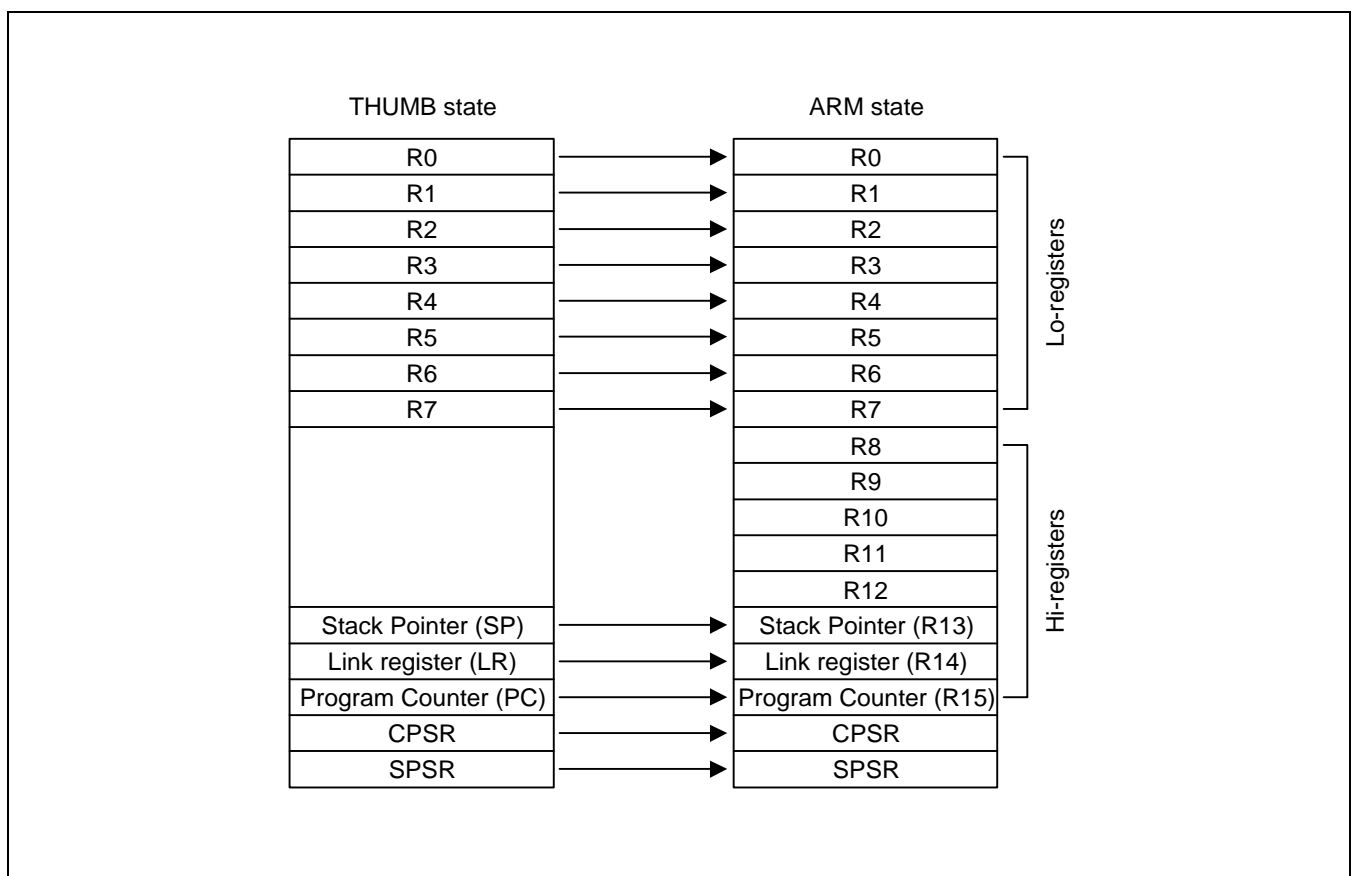 THUMB state
R0
R1
R2
R3
R4
R5
R6
R7
Stack Pointer (SP)
Link register (LR)
Program Counter (PC)
CPSR
SPSR
ARM state
R0
R1
R2
R3
R4
R5
R6
R7
R8
R9
R10
R11
R12
Stack Pointer (R13)
Link register (R14)
Program Counter (R15)
CPSR
SPSR
Lo-registers
Hi-registers